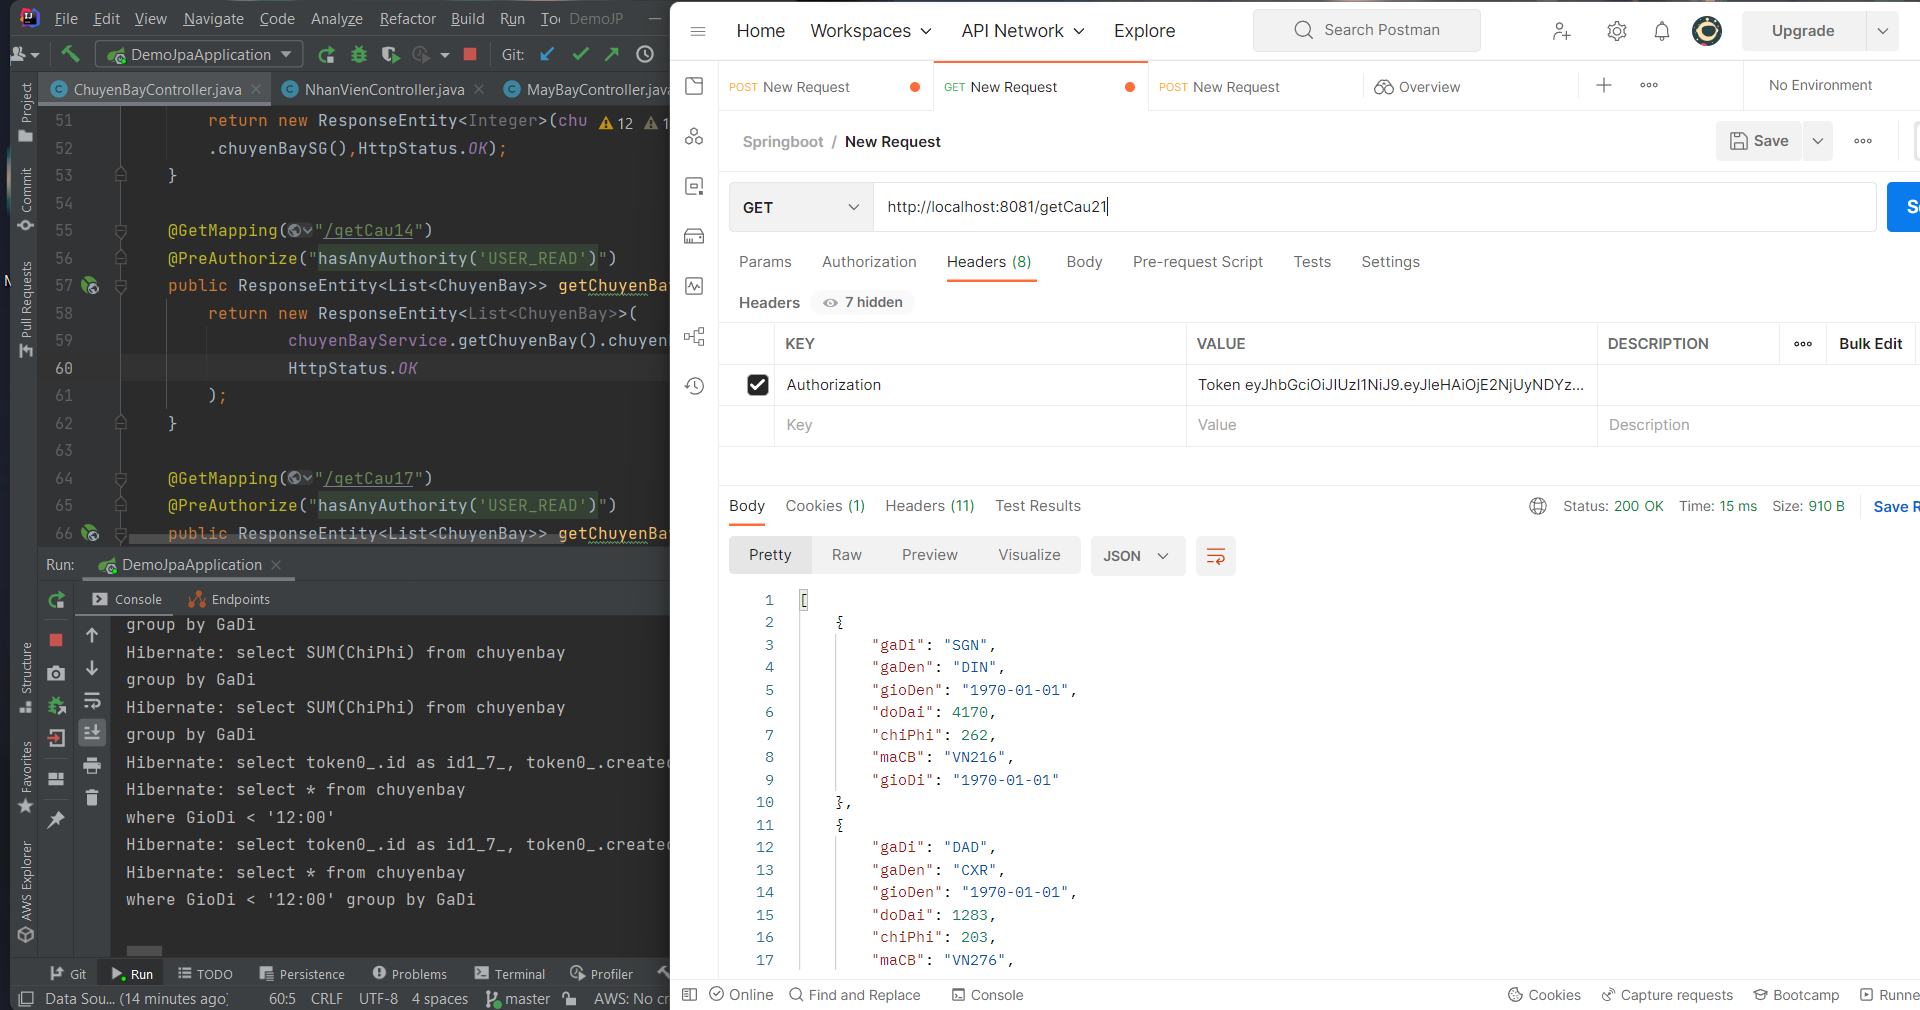 File Edit View Navigate Code Analyze Refactor Build Run DemoJP
DemoJpaApplication Git:
ChuyenBayController.java NhanVienController.java MayBayController.java
Project
Commit
Pull Requests
Structure
Favorites
AWS Explorer
51 return new ResponseEntity<Integer>(chu 12 1
52 .chuyenBaySG(),HttpStatus.OK);
53 }
54
55 @GetMapping("/getCau14")
56 @PreAuthorize("hasAnyAuthority('USER_READ')")
57 public ResponseEntity<List<ChuyenBay>> getChuyenBa
58 return new ResponseEntity<List<ChuyenBay>>(
59 chuyenBayService.getChuyenBay().chuyen
60 HttpStatus.OK
61 );
62 }
63
64 @GetMapping("/getCau17")
65 @PreAuthorize("hasAnyAuthority('USER_READ')")
66 public ResponseEntity<List<ChuyenBay>> getChuyenBa
Run: DemoJpaApplication
Console Endpoints
group by GaDi
Hibernate: select SUM(ChiPhi) from chuyenbay
group by GaDi
Hibernate: select SUM(ChiPhi) from chuyenbay
group by GaDi
Hibernate: select token0_.id as id1_7_, token0_.create
Hibernate: select * from chuyenbay
where GioDi < '12:00'
Hibernate: select token0_.id as id1_7_, token0_.create
Hibernate: select * from chuyenbay
where GioDi < '12:00' group by GaDi
Git Run TODO Persistence Problems Terminal Profiler
Data Sou... (14 minutes ago) 60:5 CRLF UTF-8 4 spaces master AWS: No cr
Home Workspaces API Network Explore Search Postman Upgrade
POST New Request GET New Request POST New Request Overview No Environment
Springboot / New Request Save
GET http://localhost:8081/getCau21
Params Authorization Headers (8) Body Pre-request Script Tests Settings
Headers 7 hidden
KEY VALUE DESCRIPTION Bulk Edit
Authorization Token eyJhbGciOiJIUzI1NiJ9.eyJleHAiOjE2NjUyNDYz...
Key Value Description
Body Cookies (1) Headers (11) Test Results Status: 200 OK Time: 15 ms Size: 910 B Save R
Pretty Raw Preview Visualize JSON
1 [
2 {
3 "gaDi": "SGN",
4 "gaDen": "DIN",
5 "gioDen": "1970-01-01",
6 "doDai": 4170,
7 "chiPhi": 262,
8 "maCB": "VN216",
9 "gioDi": "1970-01-01"
10 },
11 {
12 "gaDi": "DAD",
13 "gaDen": "CXR",
14 "gioDen": "1970-01-01",
15 "doDai": 1283,
16 "chiPhi": 203,
17 "maCB": "VN276",
Online Find and Replace Console Cookies Capture requests Bootcamp Runne